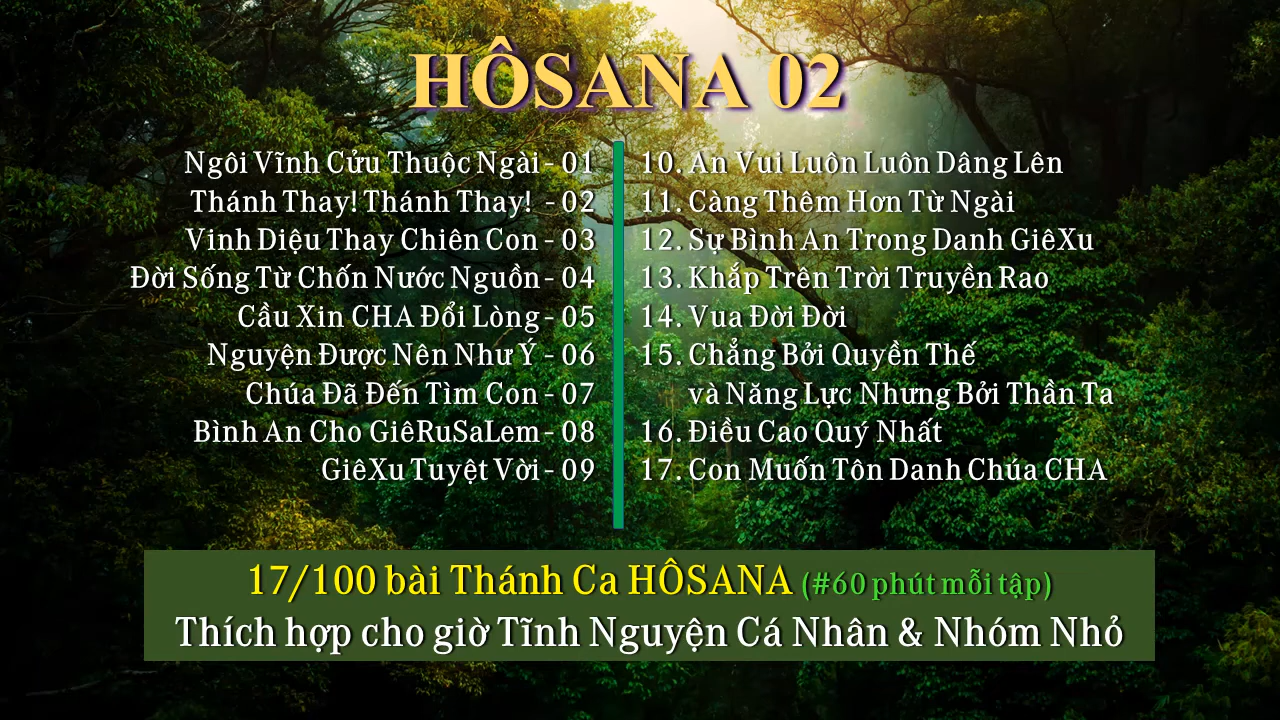 HÔSANA 02
Ngôi Vĩnh Cửu Thuộc Ngài - 01
Thánh Thay! Thánh Thay! - 02
Vinh Diệu Thay Chiên Con - 03
Đời Sống Từ Chốn Nước Nguồn - 04
Cầu Xin CHA Đổi Lòng - 05
Nguyện Được Nên Như Ý - 06
Chúa Đã Đến Tìm Con - 07
Bình An Cho GiêRuSaLem - 08
GiêXu Tuyệt Vời - 09
10. An Vui Luôn Luôn Dâng Lên
11. Càng Thêm Hơn Từ Ngài
12. Sự Bình An Trong Danh GiêXu
13. Khắp Trên Trời Truyền Rao
14. Vua Đời Đời
15. Chẳng Bởi Quyền Thế
và Năng Lực Nhưng Bởi Thần Ta
16. Điều Cao Quý Nhất
17. Con Muốn Tôn Danh Chúa CHA
17/100 bài Thánh Ca HÔSANA (#60 phút mỗi tập)
Thích hợp cho giờ Tĩnh Nguyện Cá Nhân & Nhóm Nhỏ